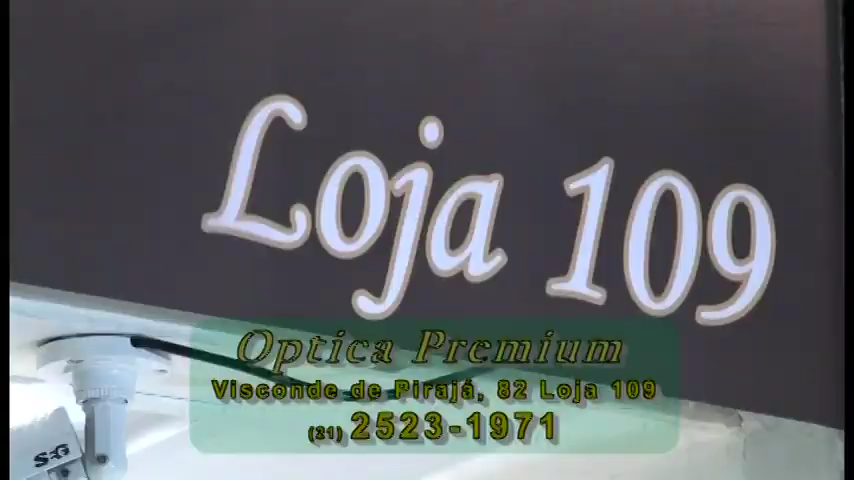 Loja 109
Optica Premium
Visconde de Pirajá, 82 Loja 109
(21) 2523-1971